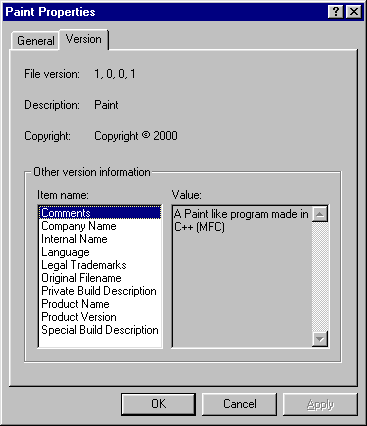 Paint Properties
General Version
File version: 1, 0, 0, 1
Description: Paint
Copyright: Copyright © 2000
Other version information
Item name: Value:
Comments
Company Name
Internal Name
Language
Legal Trademarks
Original Filename
Private Build Description
Product Name
Product Version
Special Build Description
A Paint like program made in
C++ (MFC)
OK Cancel Apply